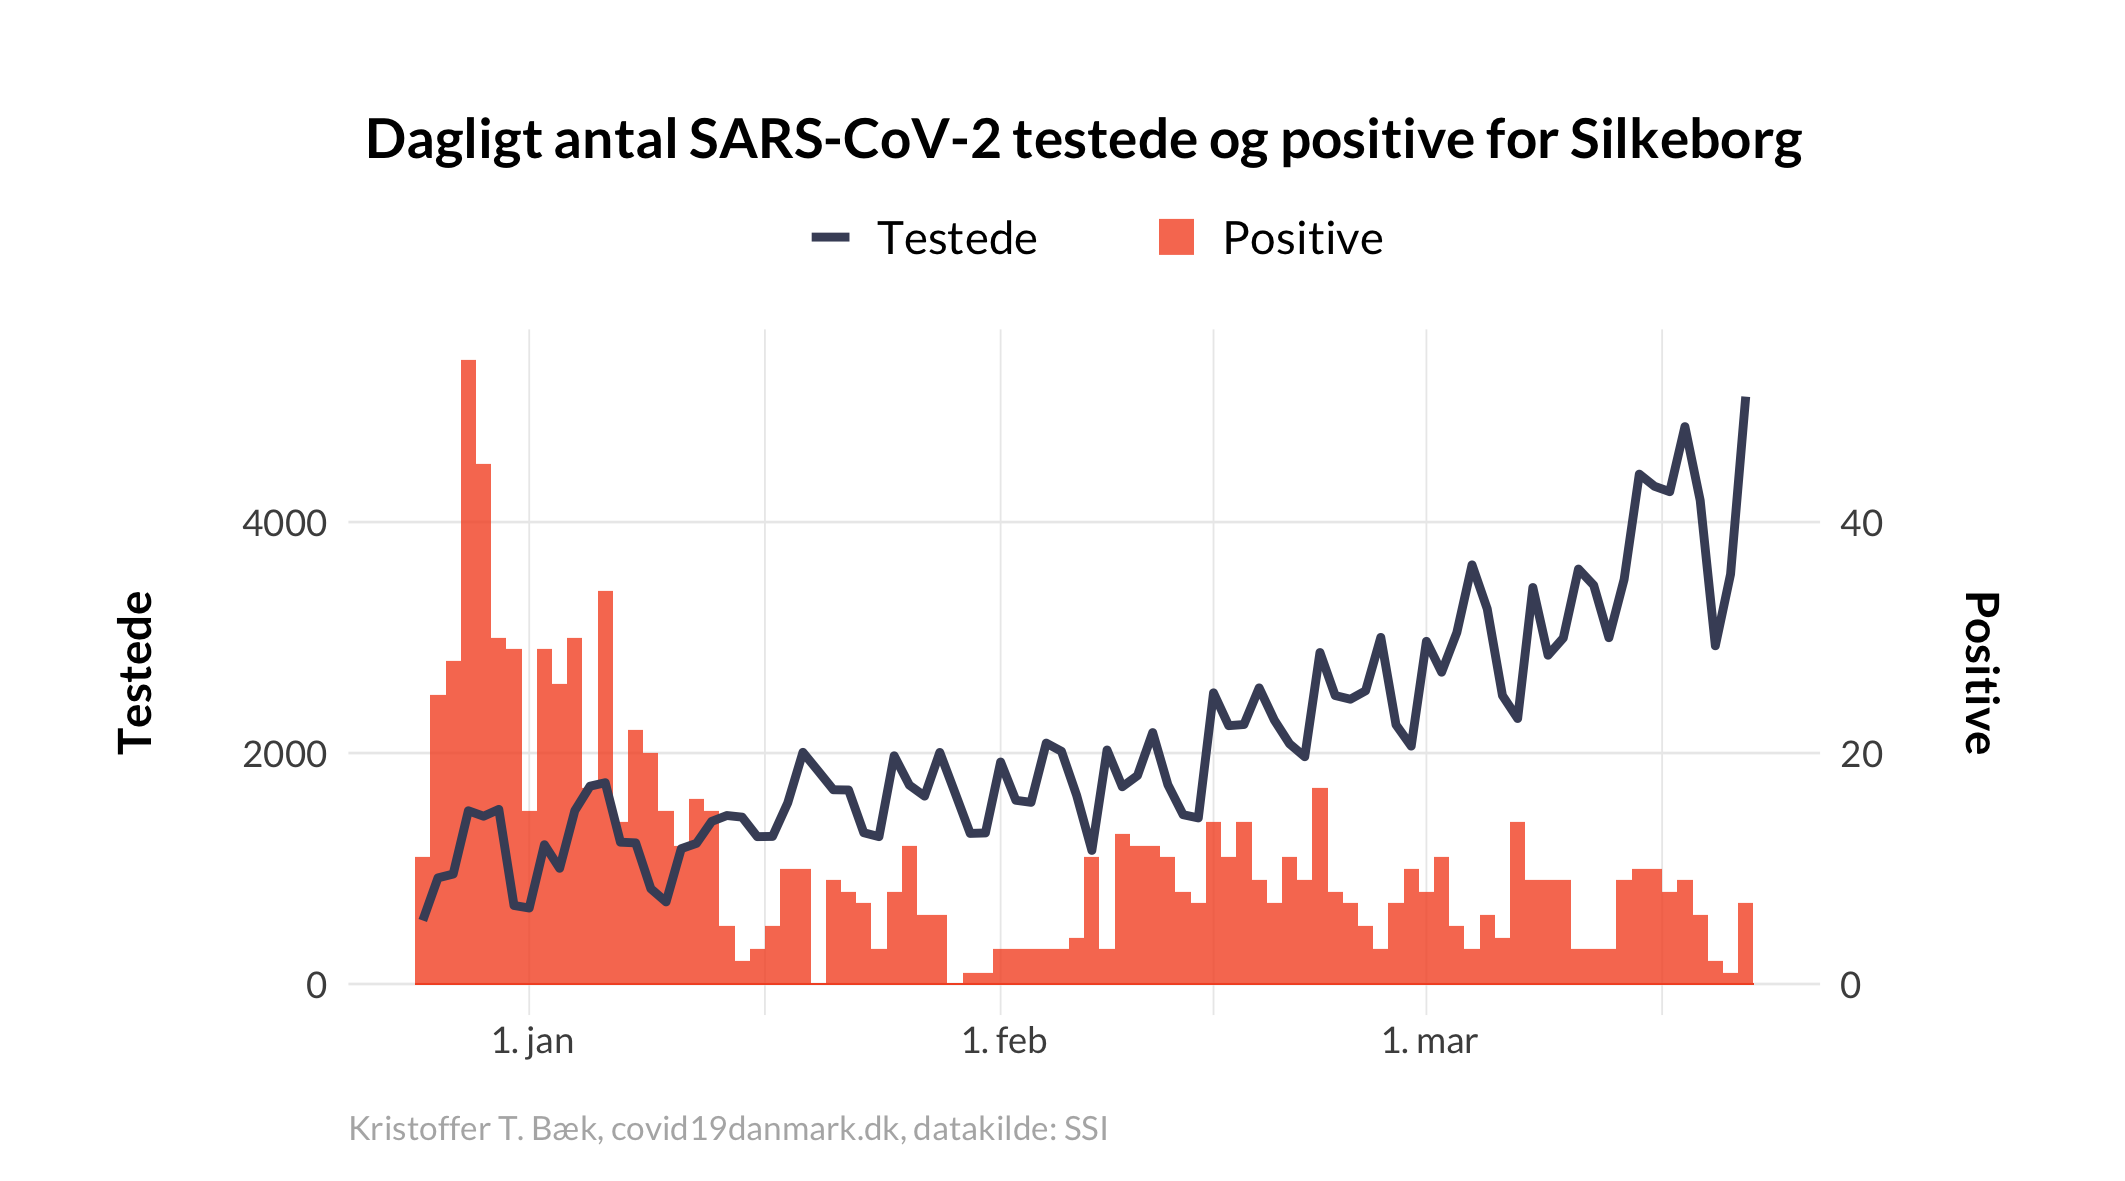 Dagligt antal SARS-CoV-2 testede og positive for Silkeborg
Testede Positive
4000 40
2000 20
0 0
Testede
Positive
1. jan 1. feb 1. mar
Kristoffer T. Bæk, covid19danmark.dk, datakilde: SSI